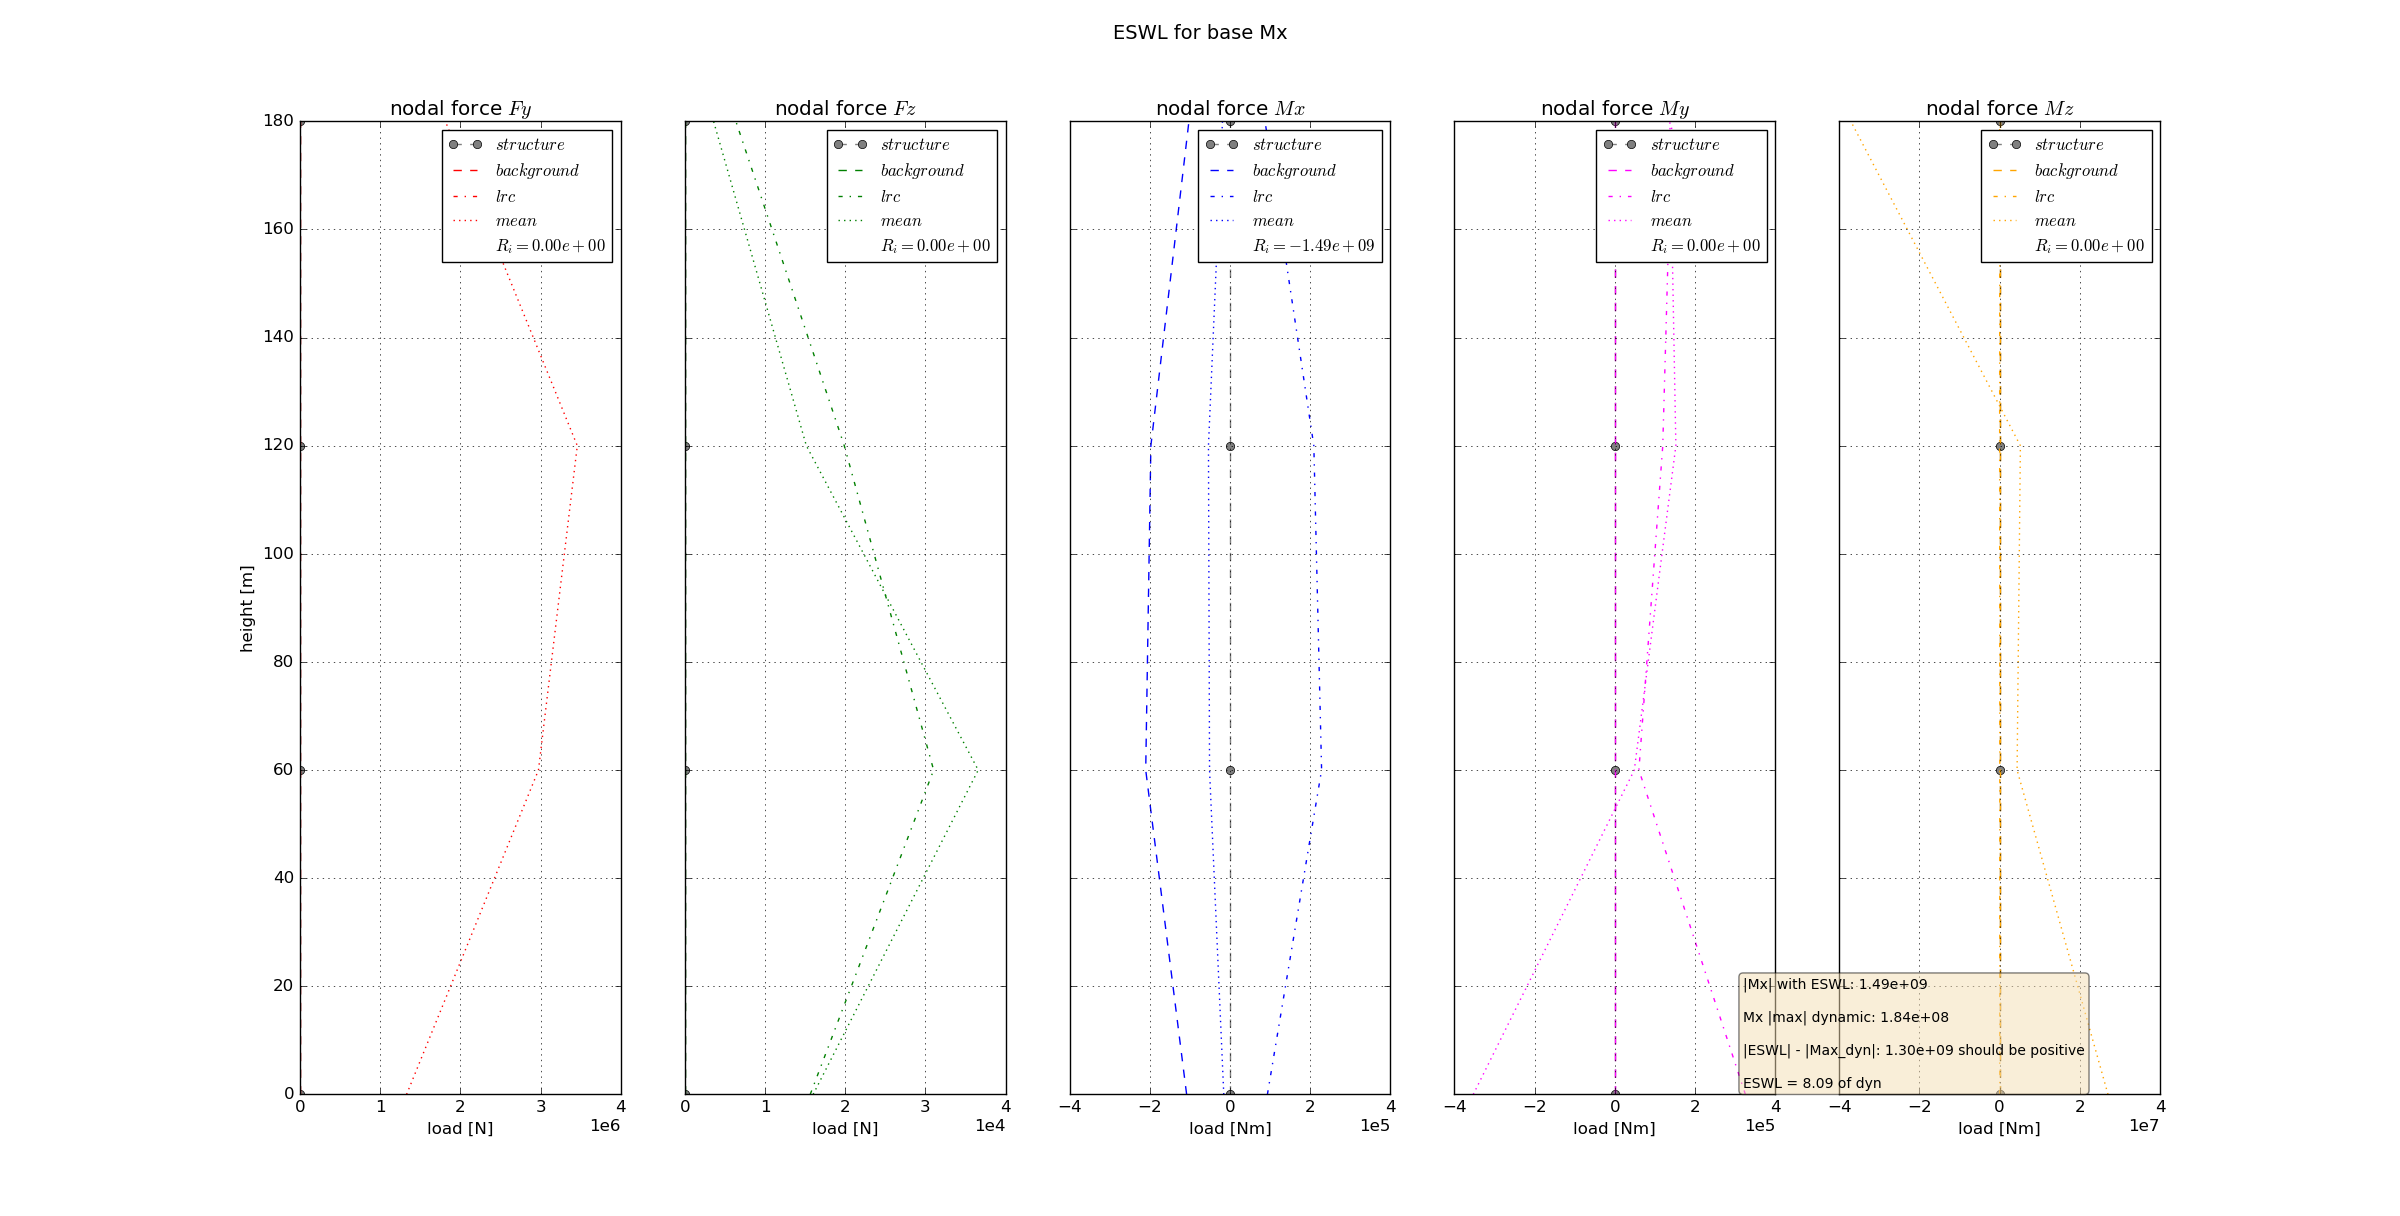 ESWL for base Mx
nodal force Fy
nodal force Fz
nodal force Mx
nodal force My
nodal force Mz
height [m]
180
160
140
120
100
80
60
40
20
0
structure
background
lrc
mean
R_i = 0.00e + 00
0 1 2 3 4
1e6
load [N]
structure
background
lrc
mean
R_i = 0.00e + 00
0 1 2 3 4
1e4
load [N]
structure
background
lrc
mean
R_i = −1.49e + 09
−4 −2 0 2 4
1e5
load [Nm]
structure
background
lrc
mean
R_i = 0.00e + 00
−4 −2 0 2 4
1e5
load [Nm]
structure
background
lrc
mean
R_i = 0.00e + 00
−4 −2 0 2 4
1e7
load [Nm]
|Mx| with ESWL: 1.49e+09
Mx |max| dynamic: 1.84e+08
|ESWL| - |Max_dyn|: 1.30e+09 should be positive
ESWL = 8.09 of dyn